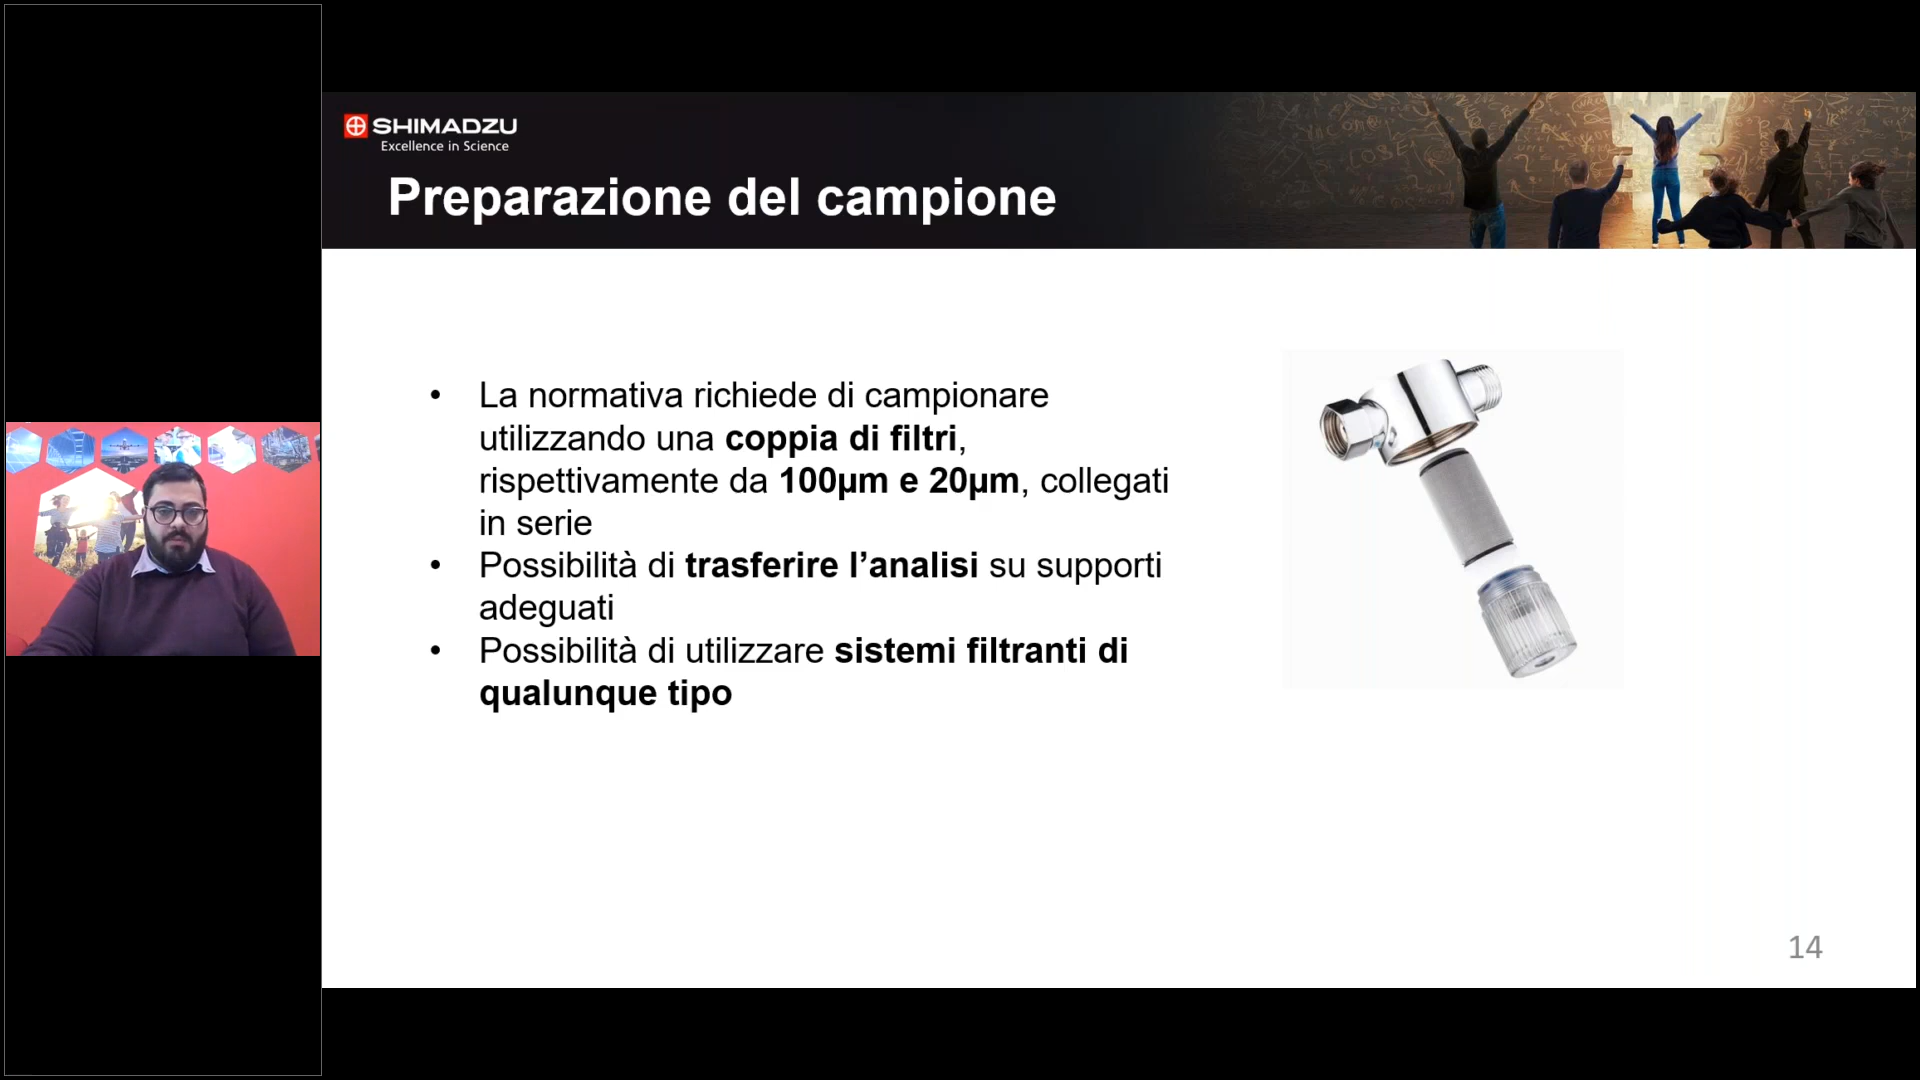 SHIMADZU
Excellence in Science
Preparazione del campione
• La normativa richiede di campionare
utilizzando una coppia di filtri,
rispettivamente da 100µm e 20µm, collegati
in serie
• Possibilità di trasferire l’analisi su supporti
adeguati
• Possibilità di utilizzare sistemi filtranti di
qualunque tipo
14